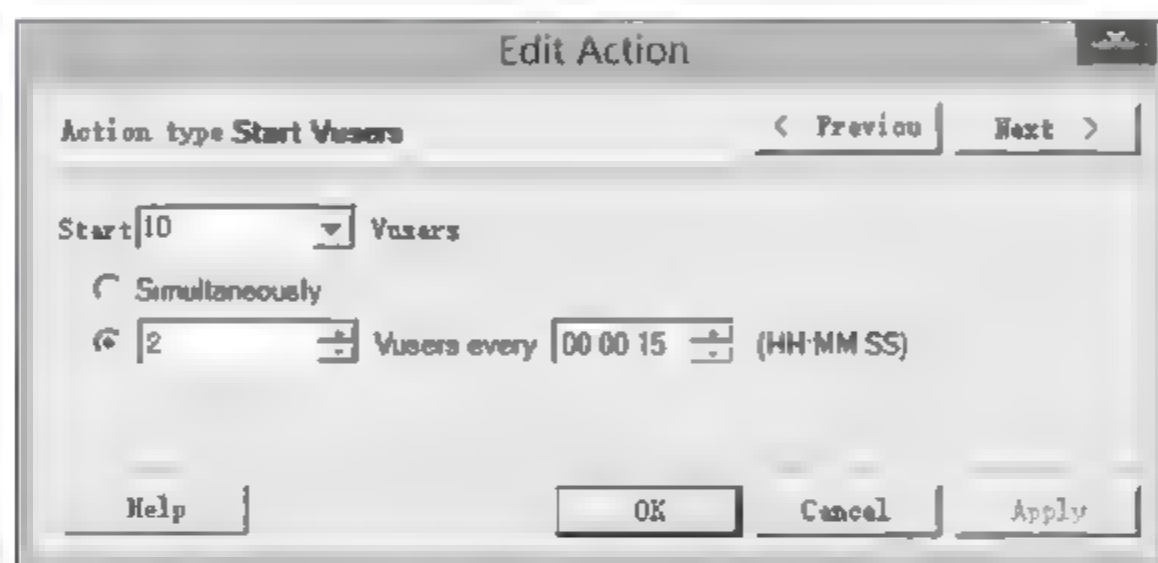 Edit Action
Action type Start Vusers
< Previou
Next >
Start 10 Vusers
Simultaneously
2 Vusers every 00 00 15 (HH:MM SS)
Help
OK
Cancel
Apply